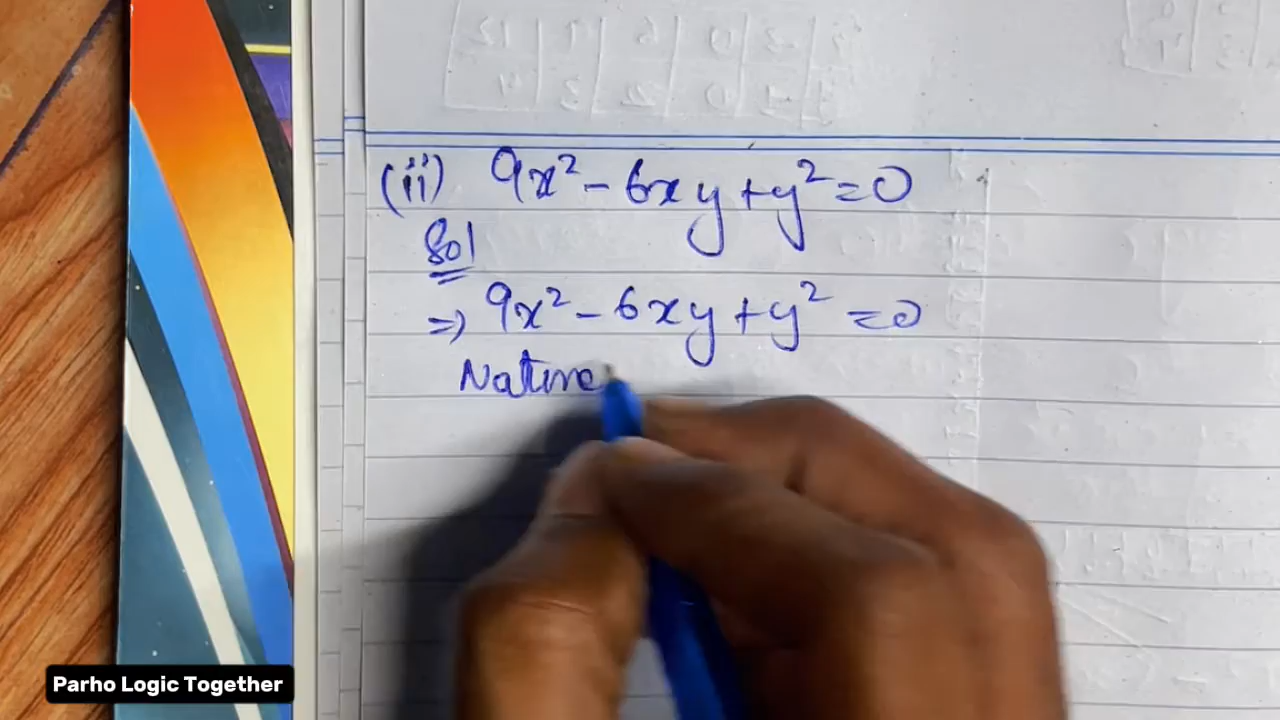 (ii) 9x² - 6xy + y² = 0
Sol
=> 9x² - 6xy + y² = 0
Nature
Parho Logic Together